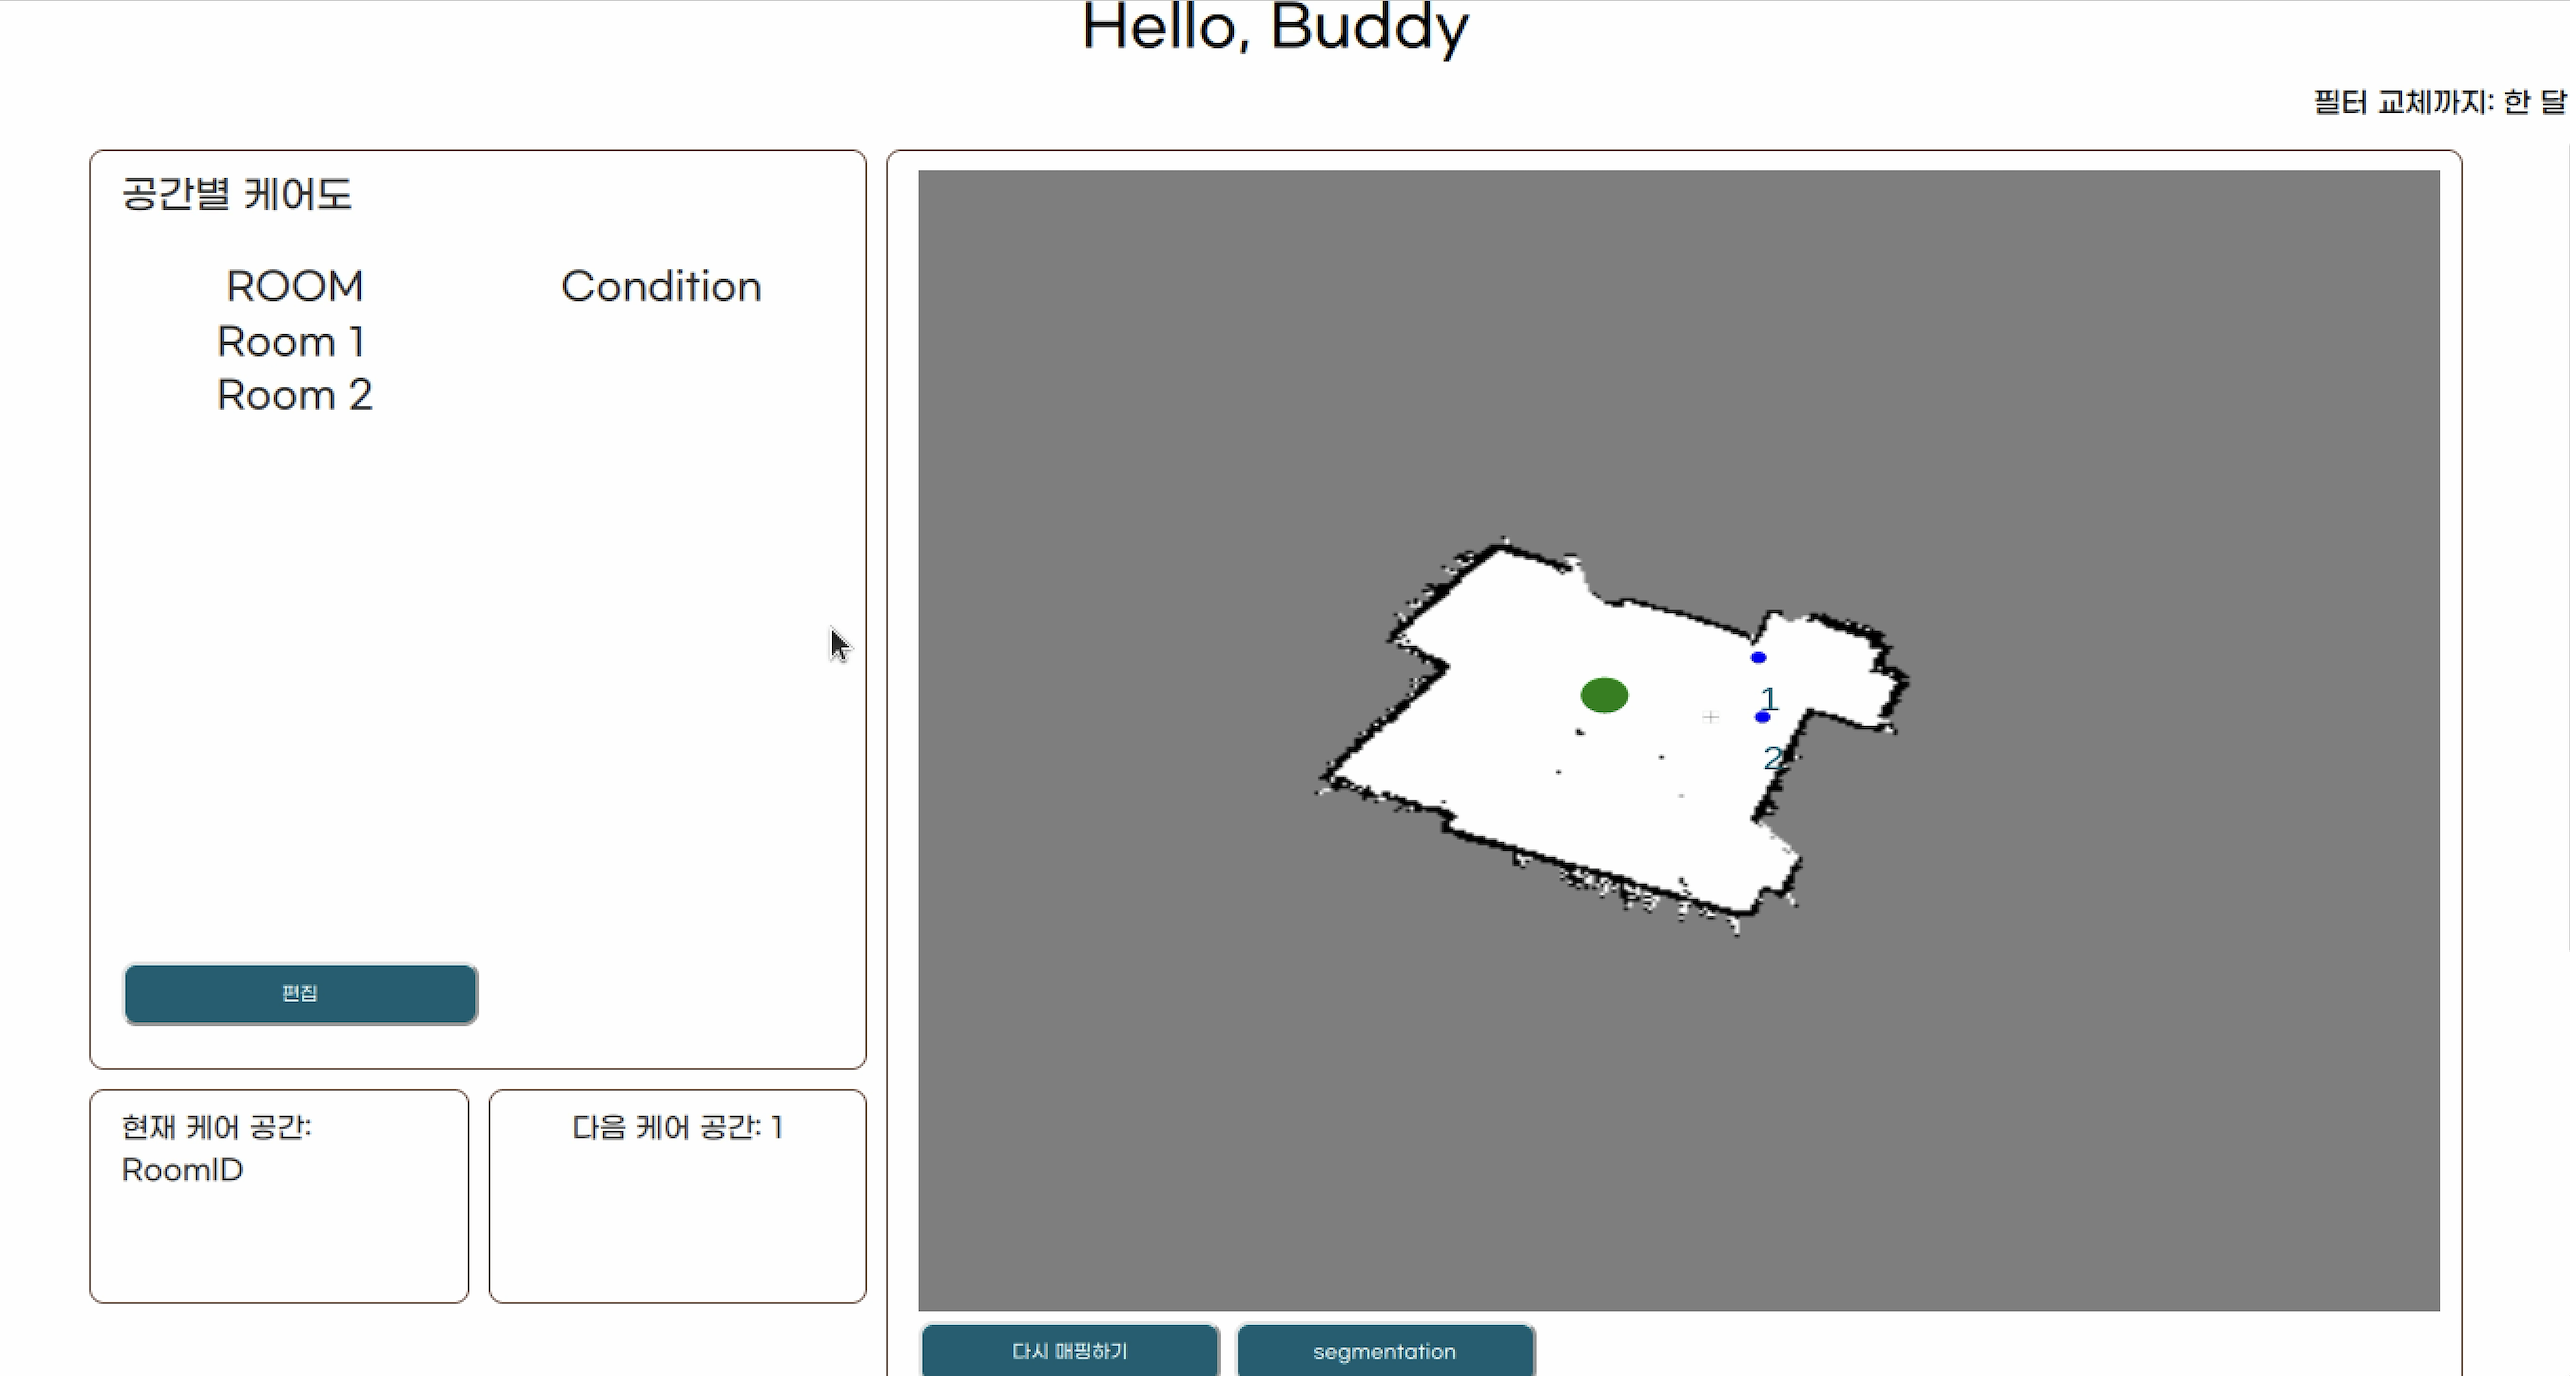 Hello, Buddy
필터 교체까지: 한 달
공간별 케어도
ROOM Condition
Room 1
Room 2
편집
현재 케어 공간:
RoomID
다음 케어 공간: 1
1
2
다시 매핑하기
segmentation